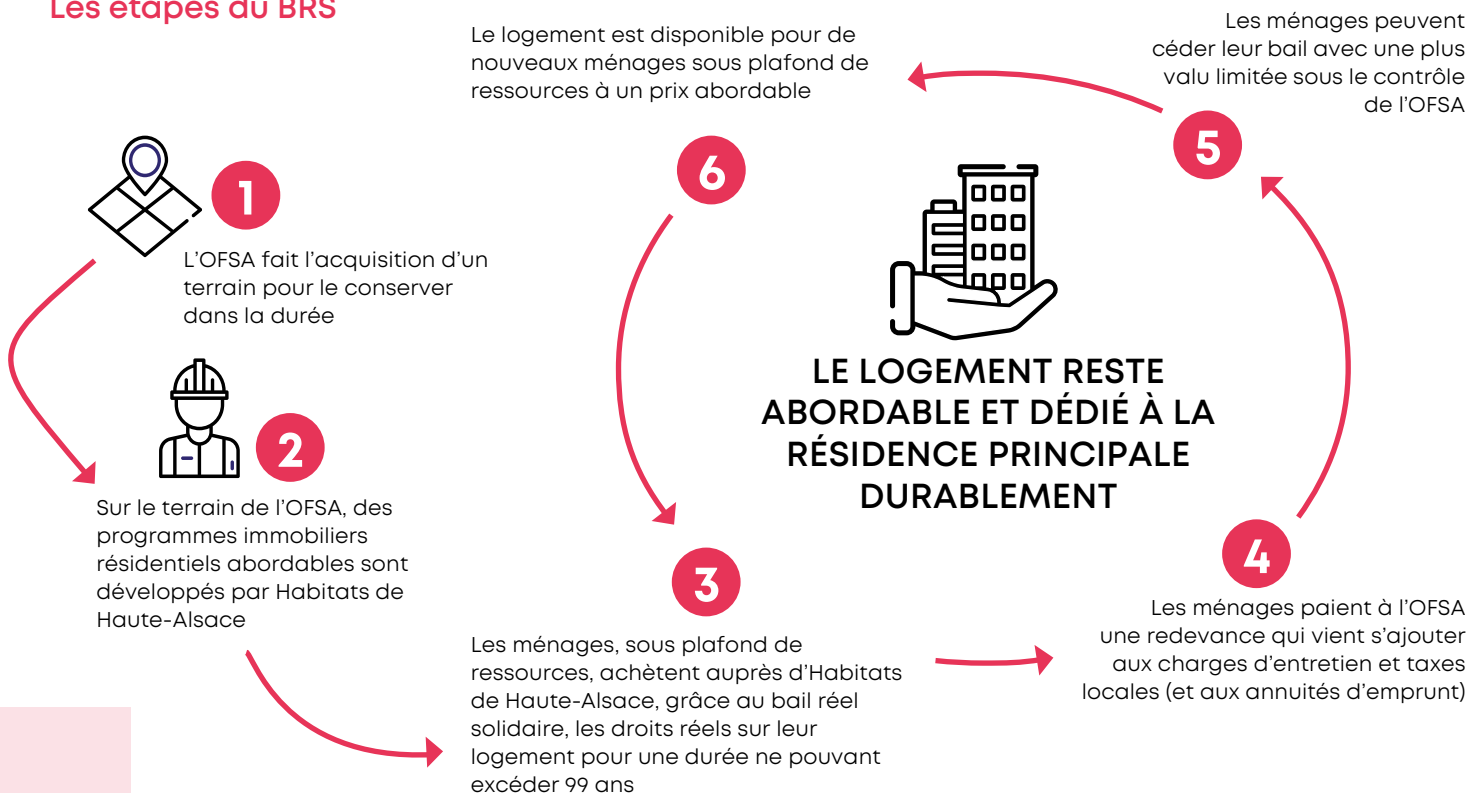 Les étapes du BRS
1
L'OFSA fait l'acquisition d'un
terrain pour le conserver
dans la durée
2
Sur le terrain de l'OFSA, des
programmes immobiliers
résidentiels abordables sont
développés par Habitats de
Haute-Alsace
3
Les ménages, sous plafond de
ressources, achètent auprès d'Habitats
de Haute-Alsace, grâce au bail réel
solidaire, les droits réels sur leur
logement pour une durée ne pouvant
excéder 99 ans
4
Les ménages paient à l'OFSA
une redevance qui vient s'ajouter
aux charges d'entretien et taxes
locales (et aux annuités d'emprunt)
Les ménages peuvent
céder leur bail avec une plus
valu limitée sous le contrôle
de l'OFSA
5
Le logement est disponible pour de
nouveaux ménages sous plafond de
ressources à un prix abordable
6
LE LOGEMENT RESTE
ABORDABLE ET DÉDIÉ À LA
RÉSIDENCE PRINCIPALE
DURABLEMENT